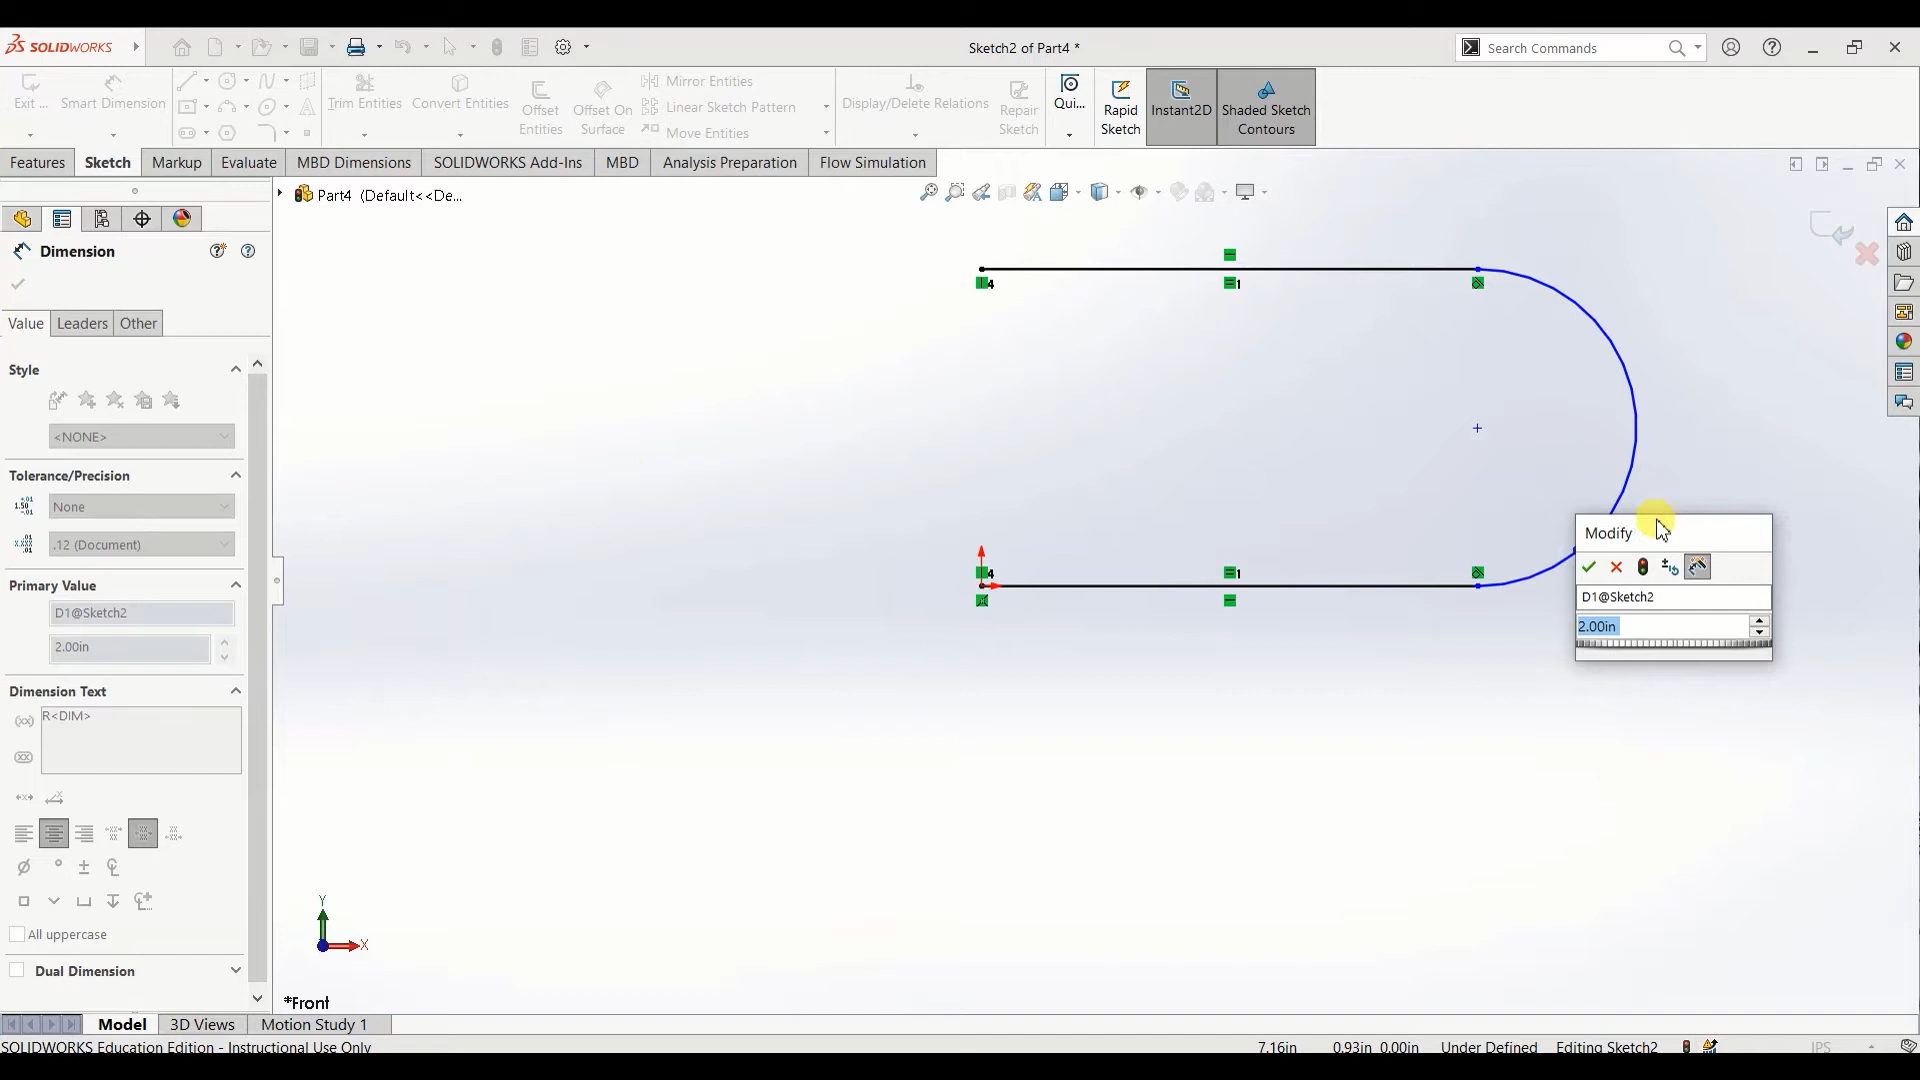 SOLIDWORKS
Sketch2 of Part4 *
Search Commands
Exit ...
Smart Dimension
Trim Entities
Convert Entities
Offset Entities
Offset On Surface
Mirror Entities
Linear Sketch Pattern
Move Entities
Display/Delete Relations
Repair Sketch
Qui...
Rapid Sketch
Instant2D
Shaded Sketch Contours
Features
Sketch
Markup
Evaluate
MBD Dimensions
SOLIDWORKS Add-Ins
MBD
Analysis Preparation
Flow Simulation
Part4 (Default<<De...
Dimension
Value
Leaders
Other
Style
<NONE>
Tolerance/Precision
None
.12 (Document)
Primary Value
D1@Sketch2
2.00in
Dimension Text
R<DIM>
All uppercase
Dual Dimension
4
1
4
1
Modify
D1@Sketch2
2.00in
Y
X
*Front
Model
3D Views
Motion Study 1
SOLIDWORKS Education Edition - Instructional Use Only
7.16in
0.93in
0.00in
Under Defined
Editing Sketch2
IPS